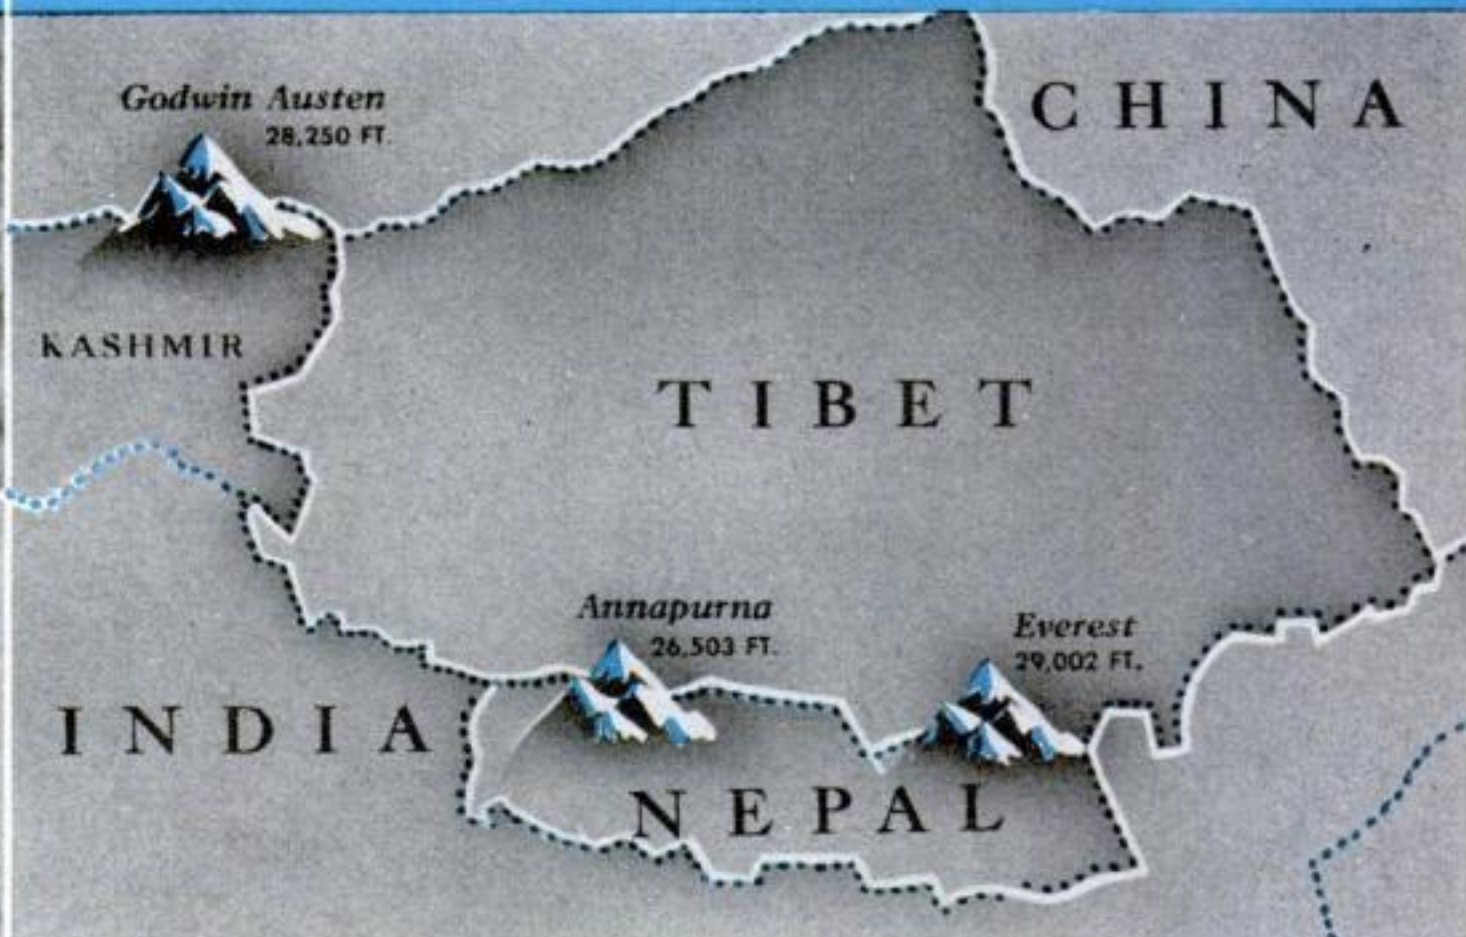 Godwin Austen
28,250 FT.
CHINA
KASHMIR
TIBET
Annapurna
26,503 FT.
Everest
29,002 FT.
INDIA
NEPAL